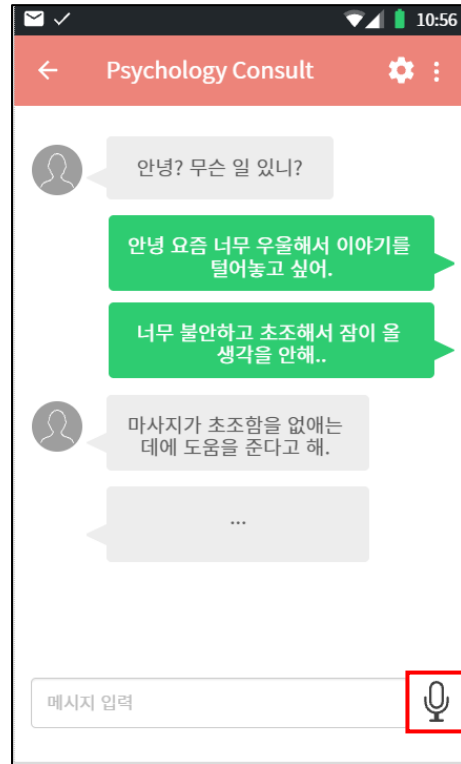 10:56
Psychology Consult
안녕? 무슨 일 있니?
안녕 요즘 너무 우울해서 이야기를
털어놓고 싶어.
너무 불안하고 초조해서 잠이 올
생각을 안해..
마사지가 초조함을 없애는
데에 도움을 준다고 해.
...
메시지 입력